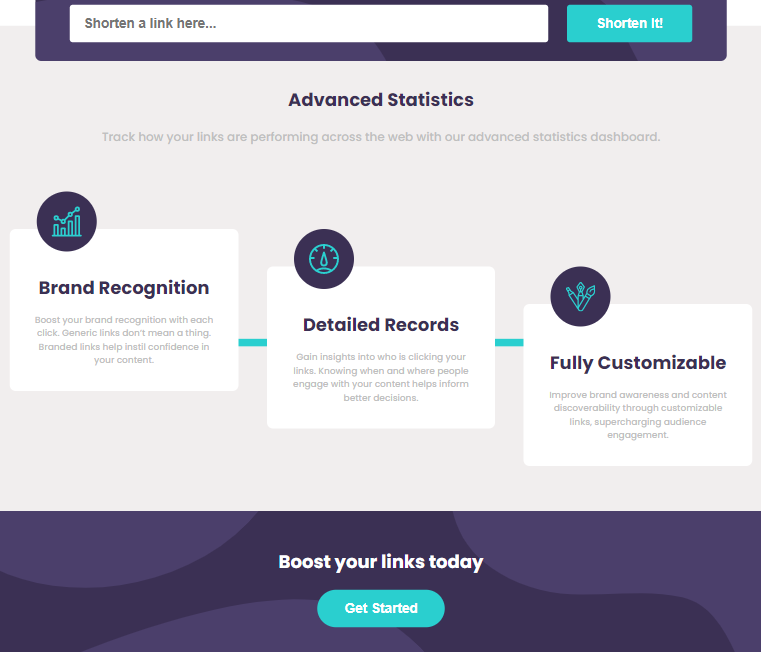 Shorten a link here...
Shorten It!
Advanced Statistics
Track how your links are performing across the web with our advanced statistics dashboard.
Brand Recognition
Boost your brand recognition with each
click. Generic links don't mean a thing.
Branded links help instil confidence in
your content.
Detailed Records
Gain insights into who is clicking your
links. Knowing when and where people
engage with your content helps inform
better decisions.
Fully Customizable
Improve brand awareness and content
discoverability through customizable
links, supercharging audience
engagement.
Boost your links today
Get Started